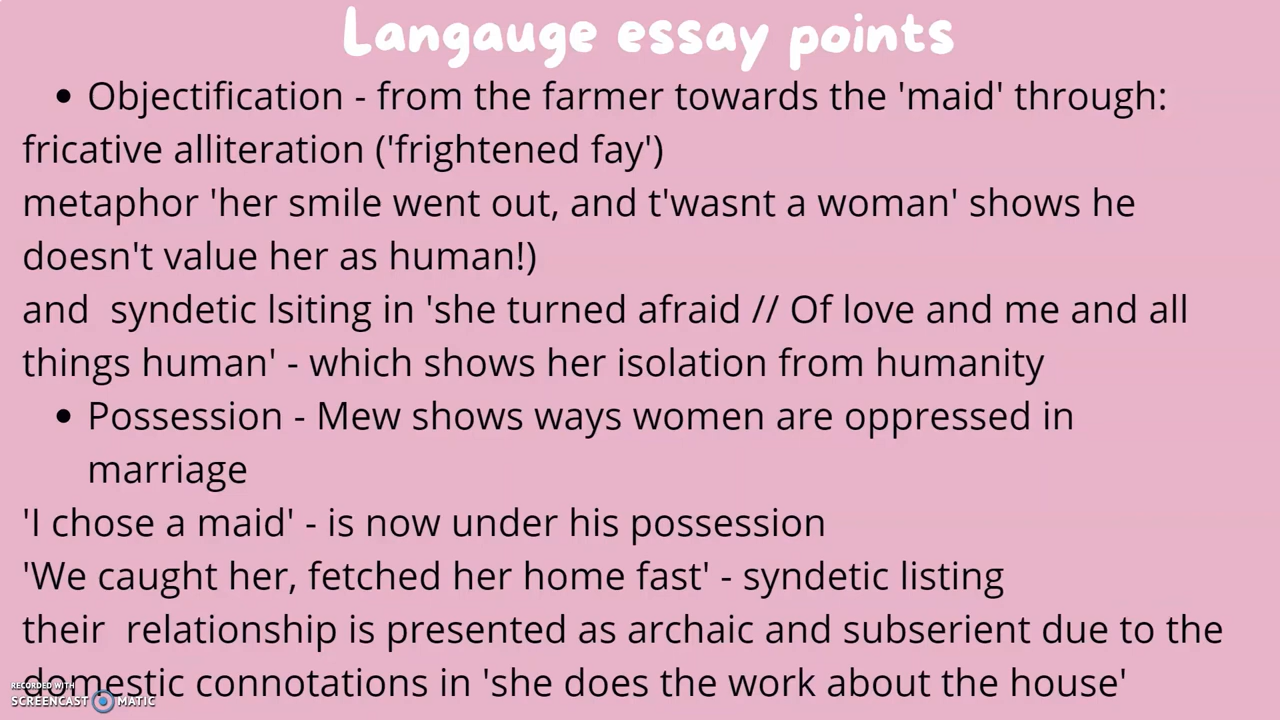 Langauge essay points
• Objectification - from the farmer towards the 'maid' through:
fricative alliteration ('frightened fay')
metaphor 'her smile went out, and t'wasnt a woman' shows he
doesn't value her as human!)
and  syndetic lsiting in 'she turned afraid // Of love and me and all
things human' - which shows her isolation from humanity
• Possession - Mew shows ways women are oppressed in
marriage
'I chose a maid' - is now under his possession
'We caught her, fetched her home fast' - syndetic listing
their  relationship is presented as archaic and subserient due to the
domestic connotations in 'she does the work about the house'
RECORDED WITH
SCREENCAST MATIC